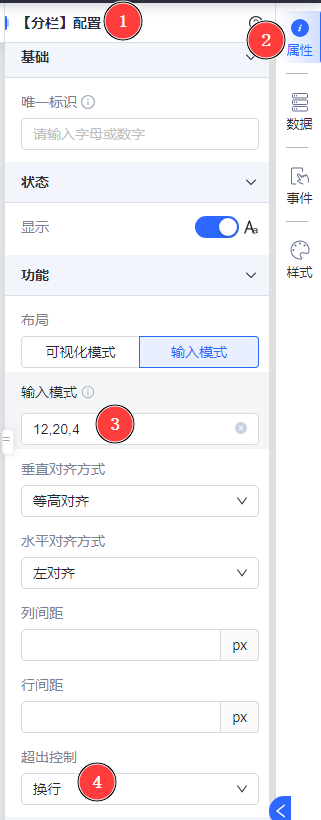 【分栏】配置
1
2
属性
基础
唯一标识
请输入字母或数字
数据
状态
显示
事件
功能
样式
布局
可视化模式
输入模式
输入模式
12,20,4
3
垂直对齐方式
等高对齐
水平对齐方式
左对齐
列间距
px
行间距
px
超出控制
换行
4